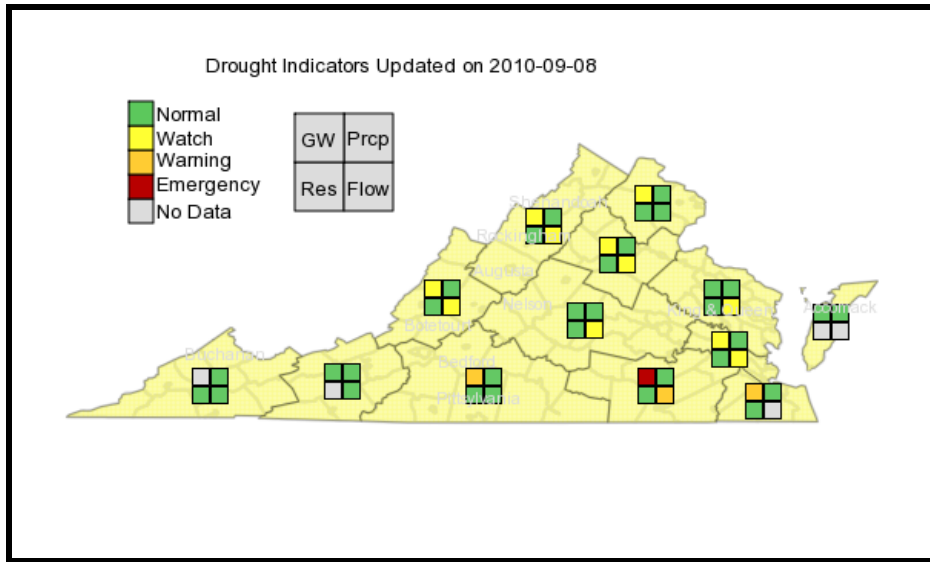 Drought Indicators Updated on 2010-09-08
Normal
Watch
Warning
Emergency
No Data
GW Prcp
Res Flow
Shenandoah
Rockingham
Augusta
Nelson
King & Queen
Accomack
Botetourt
Buchanan
Bedford
Pittsylvania